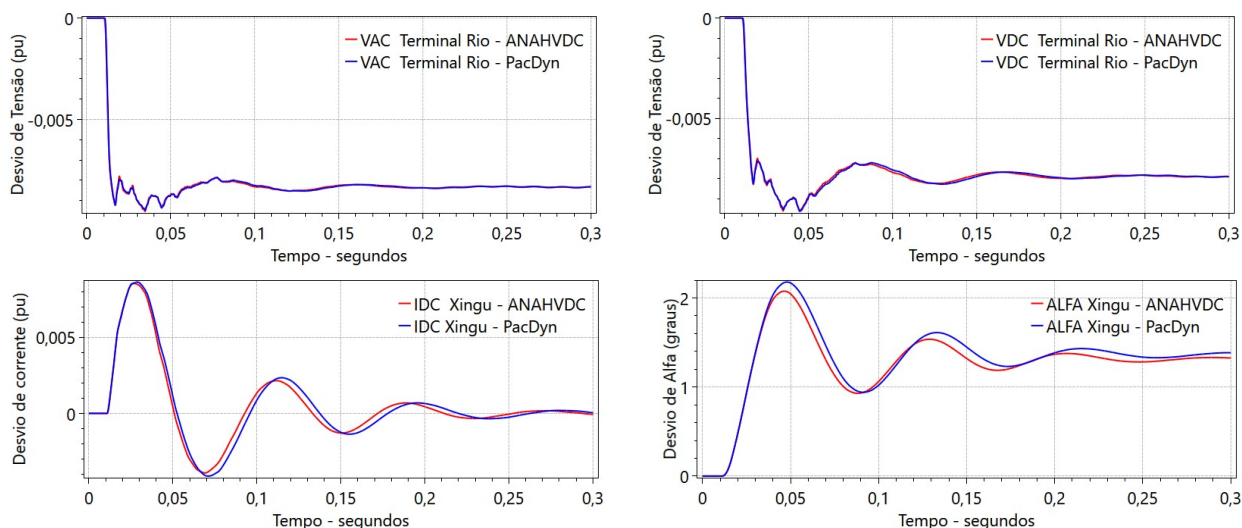 0
-0,005
Desvio de Tensão (pu)
VAC Terminal Rio - ANAHVDC
VAC Terminal Rio - PacDyn
0 0,05 0,1 0,15 0,2 0,25 0,3
Tempo - segundos
0
-0,005
Desvio de Tensão (pu)
VDC Terminal Rio - ANAHVDC
VDC Terminal Rio - PacDyn
0 0,05 0,1 0,15 0,2 0,25 0,3
Tempo - segundos
0,005
0
Desvio de corrente (pu)
IDC Xingu - ANAHVDC
IDC Xingu - PacDyn
0 0,05 0,1 0,15 0,2 0,25 0,3
Tempo - segundos
2
1
0
Desvio de Alfa (graus)
ALFA Xingu - ANAHVDC
ALFA Xingu - PacDyn
0 0,05 0,1 0,15 0,2 0,25 0,3
Tempo - segundos